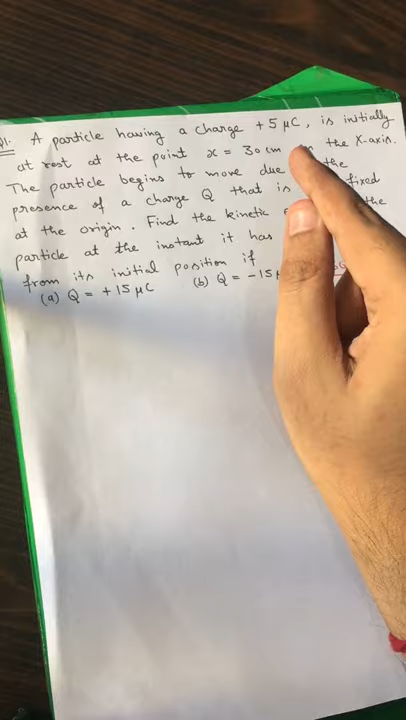 Q1. A particle having a charge +5 μC, is initially
at rest at the point x = 30 cm the X-axis.
The particle begins to move due the
presence of a charge Q that is fixed
at the origin. Find the kinetic the
particle at the instant it has
from its initial position if
(a) Q = +15 μC (b) Q = -15